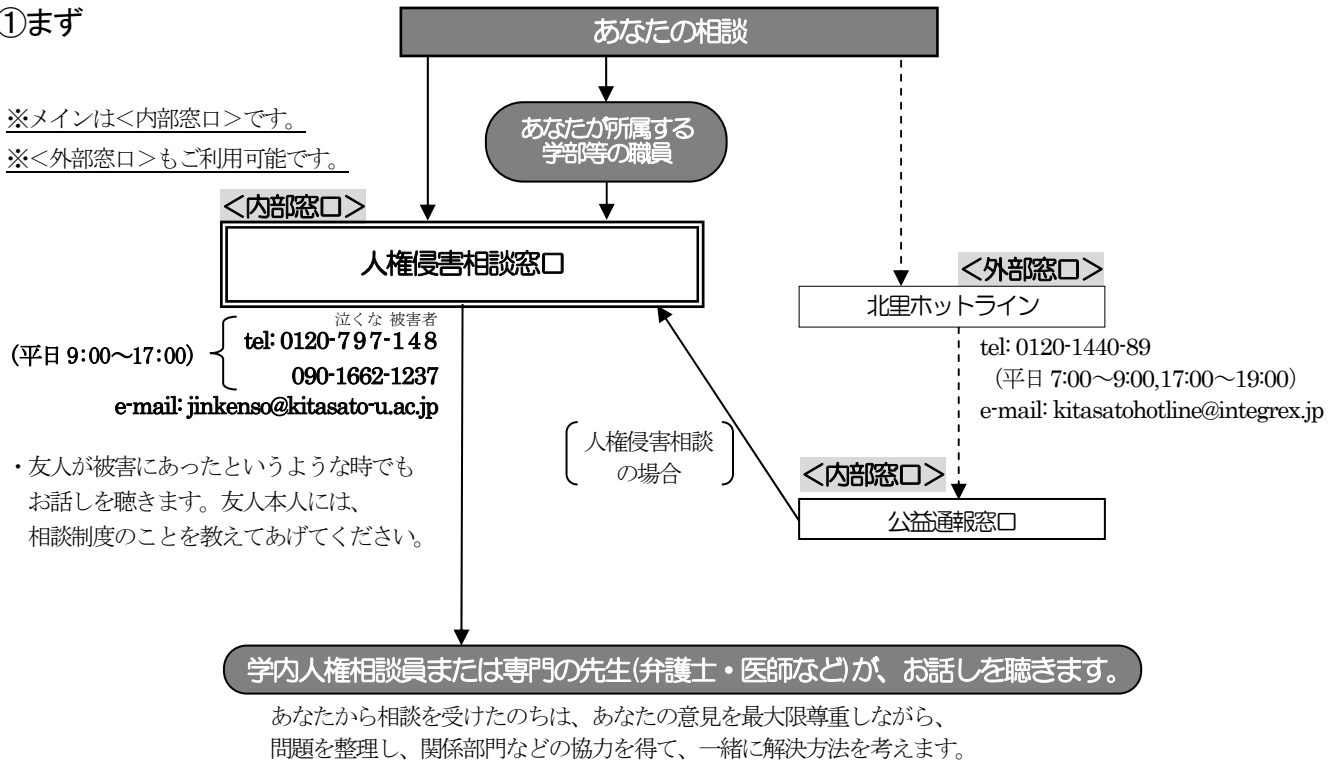 ①まず
あなたの相談
※メインは＜内部窓口＞です。
※＜外部窓口＞もご利用可能です。
あなたが所属する
学部等の職員
＜内部窓口＞
人権侵害相談窓口
＜外部窓口＞
北里ホットライン
泣くな 被害者
(平日 9:00～17:00)
tel: 0120-797-148
090-1662-1237
e-mail: jinkenso@kitasato-u.ac.jp
tel: 0120-1440-89
（平日 7:00～9:00,17:00～19:00）
e-mail: kitasatohotline@integrex.jp
・友人が被害にあったというような時でも
お話しを聴きます。友人本人には、
相談制度のことを教えてあげてください。
人権侵害相談
の場合
＜内部窓口＞
公益通報窓口
学内人権相談員または専門の先生(弁護士・医師など)が、お話しを聴きます。
あなたから相談を受けたのちは、あなたの意見を最大限尊重しながら、
問題を整理し、関係部門などの協力を得て、一緒に解決方法を考えます。